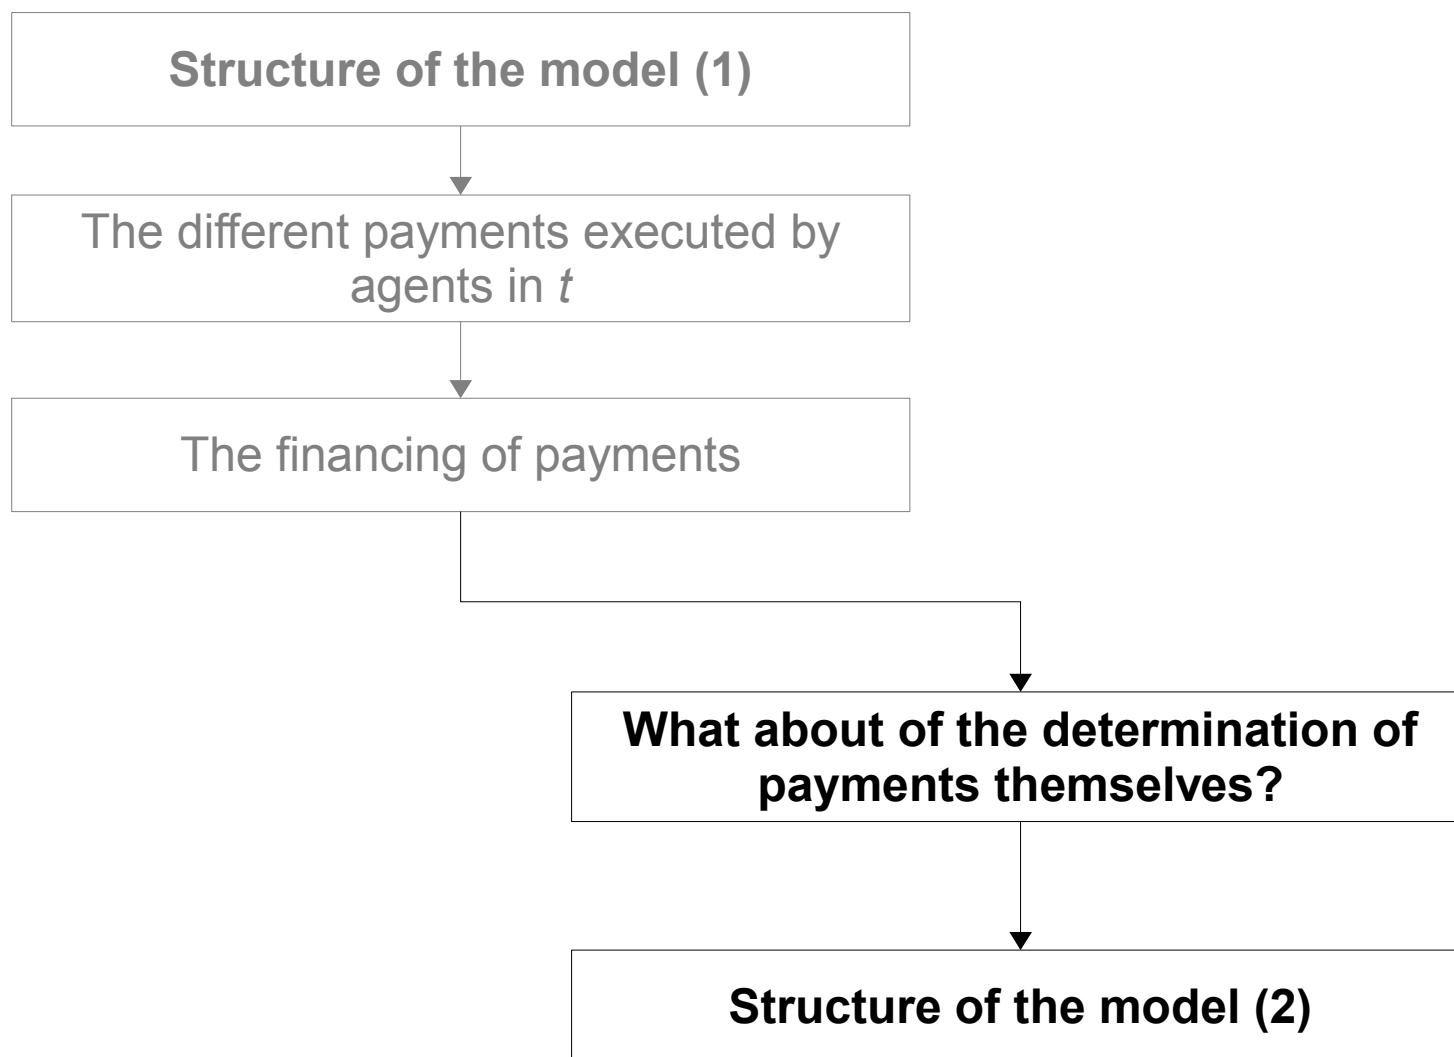 Structure of the model (1)
The different payments executed by
agents in t
The financing of payments
What about of the determination of
payments themselves?
Structure of the model (2)